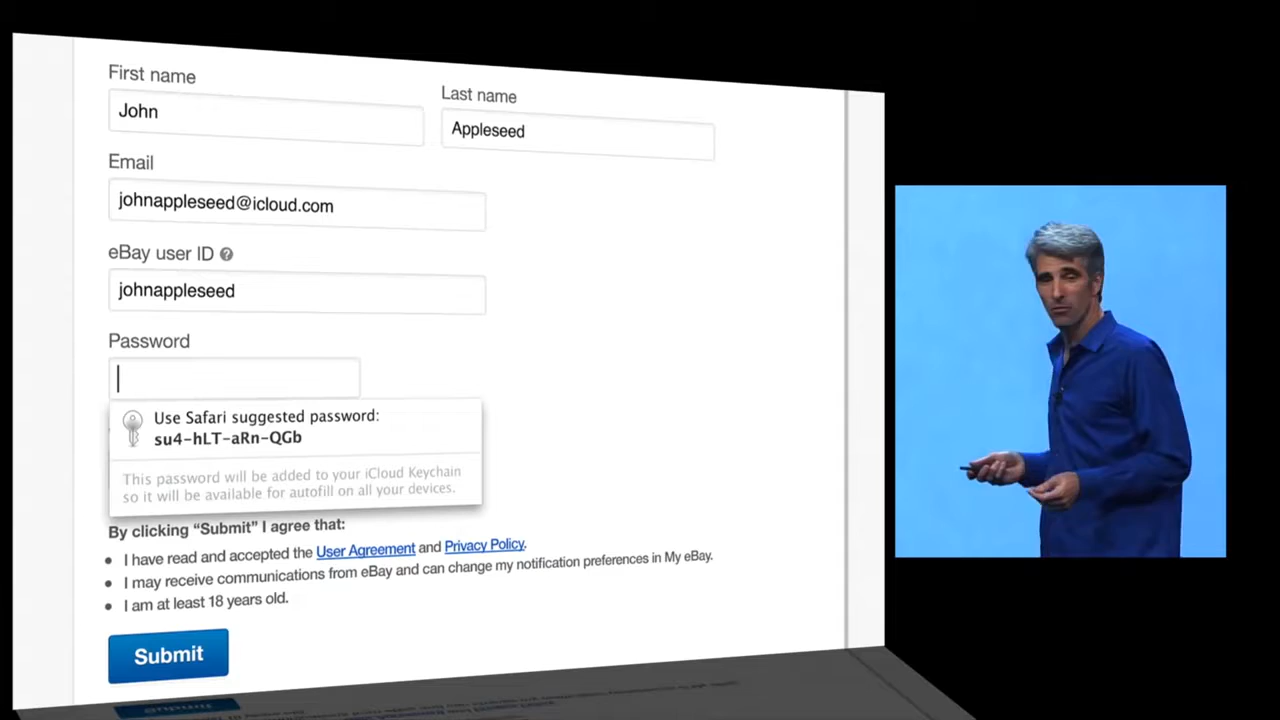 First name
Last name
John
Appleseed
Email
johnappleseed@icloud.com
eBay user ID ?
johnappleseed
Password
Use Safari suggested password:
su4-hLT-aRn-QGb
This password will be added to your iCloud Keychain
so it will be available for autofill on all your devices.
By clicking “Submit” I agree that:
• I have read and accepted the User Agreement and Privacy Policy.
• I may receive communications from eBay and can change my notification preferences in My eBay.
• I am at least 18 years old.
Submit